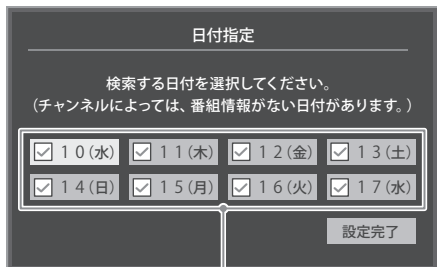 日付指定
検索する日付を選択してください。
（チャンネルによっては、番組情報がない日付があります。）
１０(水) １１(木) １２(金) １３(土)
１４(日) １５(月) １６(火) １７(水)
設定完了